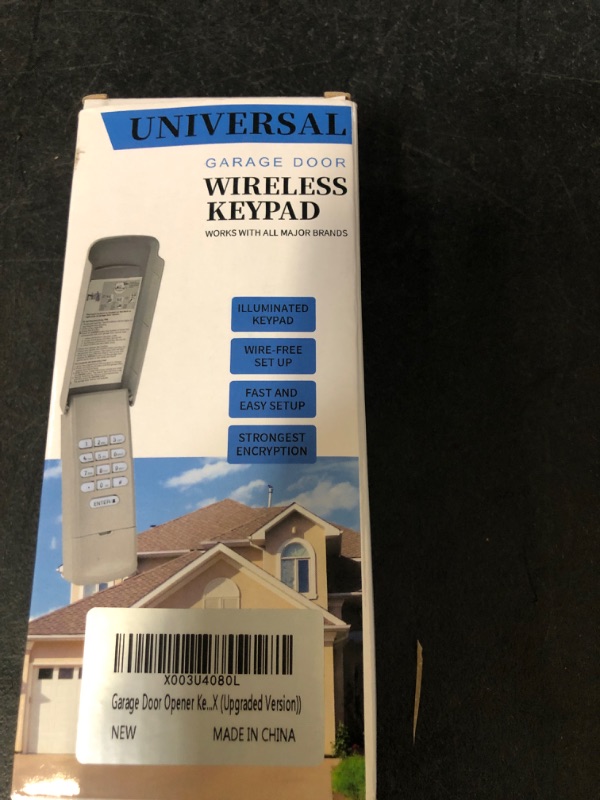 UNIVERSAL
GARAGE DOOR
WIRELESS
KEYPAD
WORKS WITH ALL MAJOR BRANDS
ILLUMINATED
KEYPAD
WIRE-FREE
SET UP
FAST AND
EASY SETUP
STRONGEST
ENCRYPTION
ENTER
X003U4080L
Garage Door Opener Ke...X (Upgraded Version))
NEW MADE IN CHINA